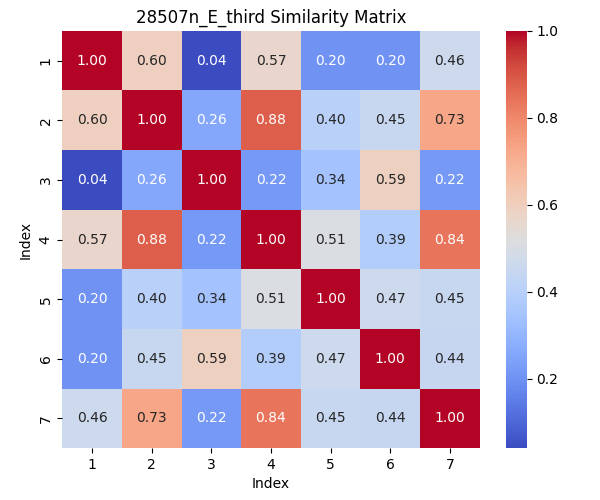 28507n_E_third Similarity Matrix
1 1.00 0.60 0.04 0.57 0.20 0.20 0.46
2 0.60 1.00 0.26 0.88 0.40 0.45 0.73
3 0.04 0.26 1.00 0.22 0.34 0.59 0.22
4 0.57 0.88 0.22 1.00 0.51 0.39 0.84
5 0.20 0.40 0.34 0.51 1.00 0.47 0.45
6 0.20 0.45 0.59 0.39 0.47 1.00 0.44
7 0.46 0.73 0.22 0.84 0.45 0.44 1.00
1 2 3 4 5 6 7
Index
Index
1.0
0.8
0.6
0.4
0.2